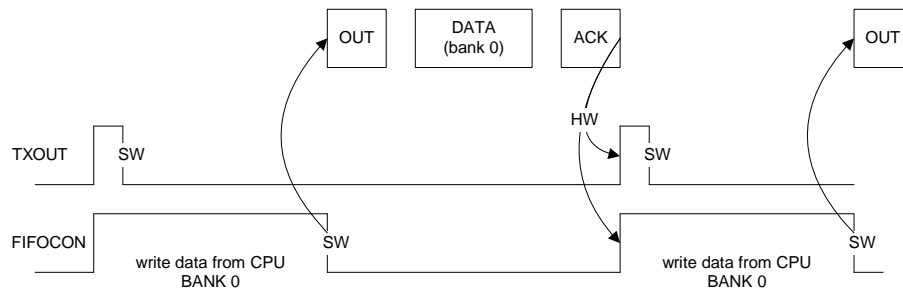 OUT
DATA
(bank 0)
ACK
OUT
HW
TXOUT
SW
SW
FIFOCON
SW
SW
write data from CPU
BANK 0
write data from CPU
BANK 0